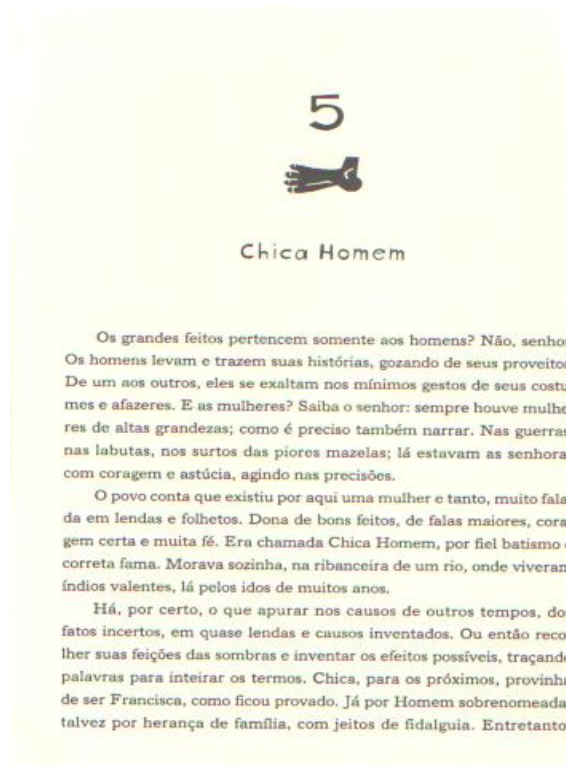 5
Chica Homem
Os grandes feitos pertencem somente aos homens? Não, senho
Os homens levam e trazem suas histórias, gozando de seus proveito
De um aos outros, eles se exaltam nos mínimos gestos de seus costu
mes e afazeres. E as mulheres? Saiba o senhor: sempre houve mulhe
res de altas grandezas; como é preciso também narrar. Nas guerras
nas labutas, nos surtos das piores mazelas; lá estavam as senhora
com coragem e astúcia, agindo nas precisões.
O povo conta que existiu por aqui uma mulher e tanto, muito fala
da em lendas e folhetos. Dona de bons feitos, de falas maiores, cora
gem certa e muita fé. Era chamada Chica Homem, por fiel batismo
correta fama. Morava sozinha, na ribanceira de um rio, onde viveram
índios valentes, lá pelos idos de muitos anos.
Há, por certo, o que apurar nos causos de outros tempos, do
fatos incertos, em quase lendas e causos inventados. Ou então reco
lher suas feições das sombras e inventar os efeitos possíveis, traçand
palavras para inteirar os termos. Chica, para os próximos, provinha
de ser Francisca, como ficou provado. Já por Homem sobrenomeada
talvez por herança de família, com jeitos de fidalguia. Entretanto